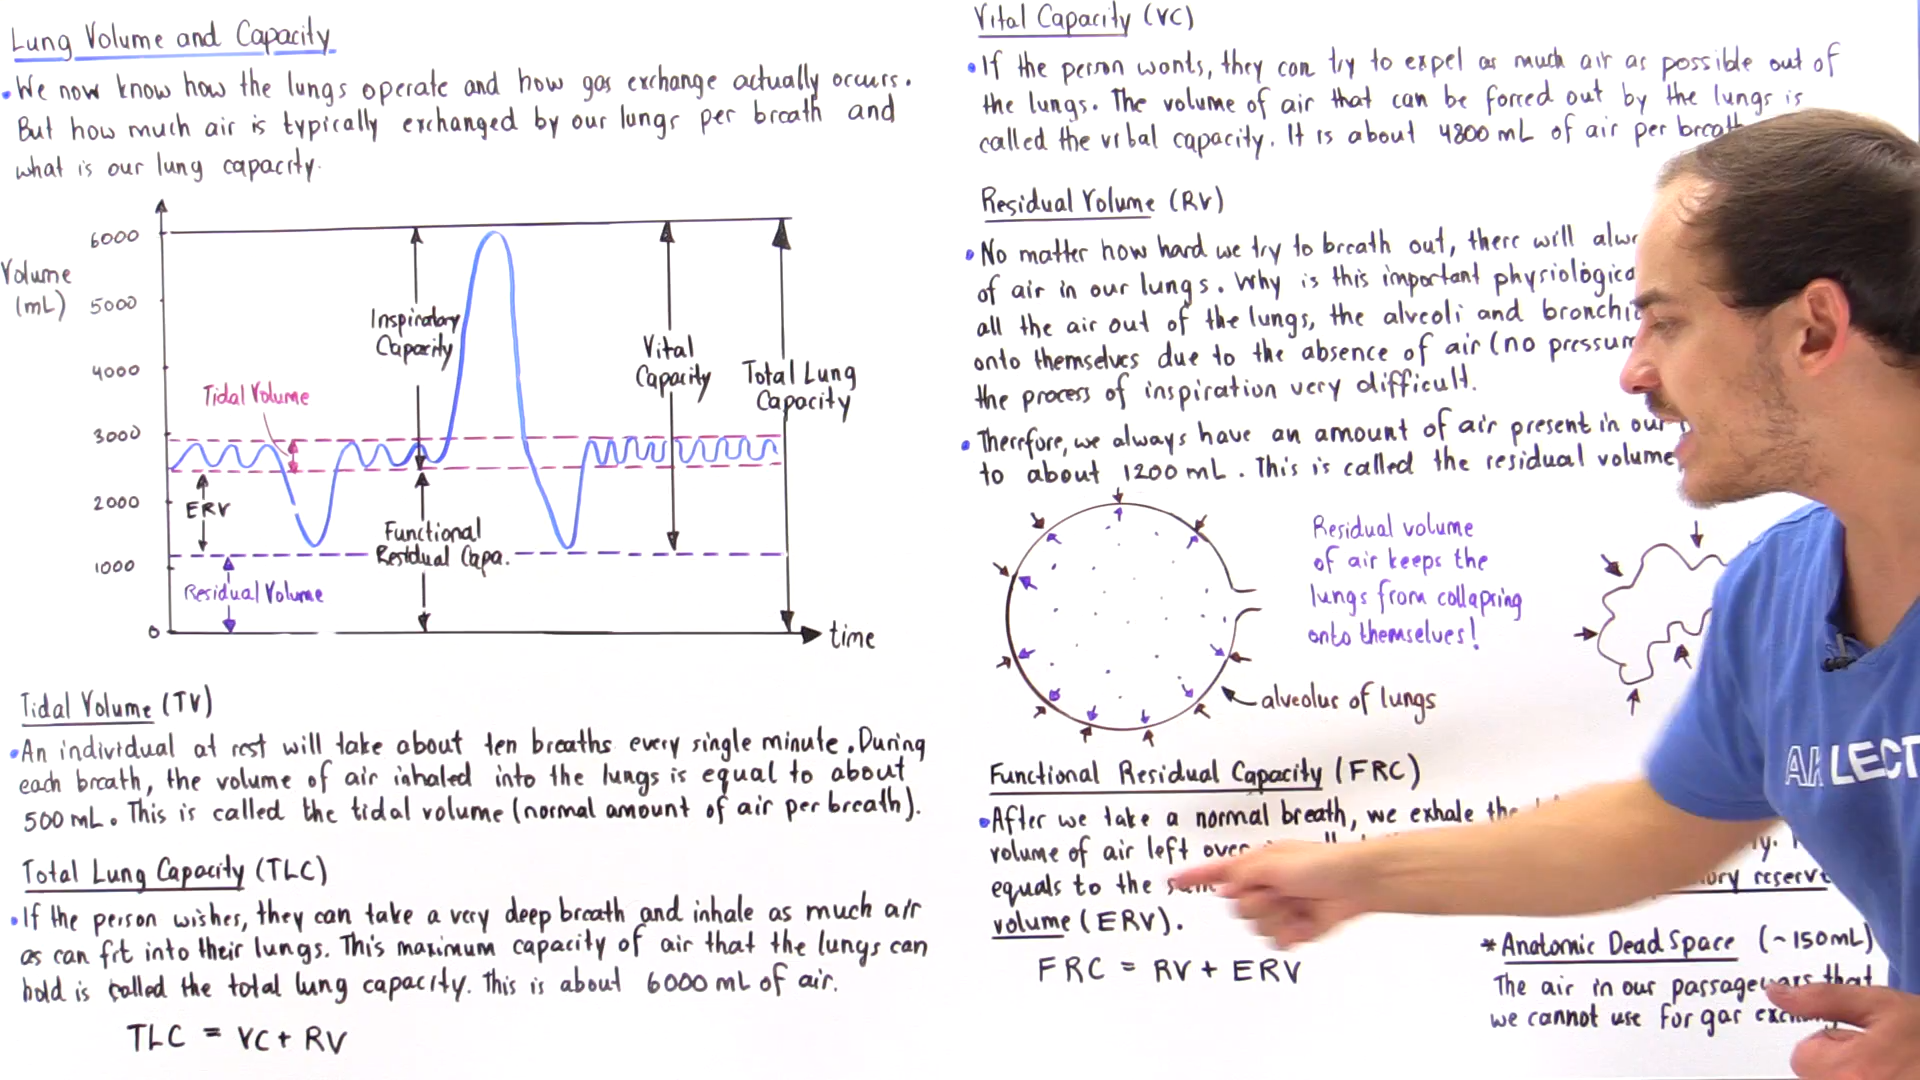 Lung Volume and Capacity
• We now know how the lungs operate and how gas exchange actually occurs.
But how much air is typically exchanged by our lungs per breath and
what is our lung capacity.
Volume
(mL)
6000
5000
4000
3000
2000
1000
0
Tidal Volume
ERV
Residual Volume
Inspiratory
Capacity
Functional
Residual Capa.
Vital
Capacity
Total Lung
Capacity
time
Tidal Volume (TV)
• An individual at rest will take about ten breaths every single minute. During
each breath, the volume of air inhaled into the lungs is equal to about
500 mL. This is called the tidal volume (normal amount of air per breath).
Total Lung Capacity (TLC)
• If the person wishes, they can take a very deep breath and inhale as much air
as can fit into their lungs. This maximum capacity of air that the lungs can
hold is called the total lung capacity. This is about 6000 mL of air.
TLC = VC + RV
Vital Capacity (VC)
• If the person wants, they can try to expel as much air as possible out of
the lungs. The volume of air that can be forced out by the lungs is
called the vital capacity. It is about 4800 mL of air per breath
Residual Volume (RV)
• No matter how hard we try to breath out, there will
of air in our lungs. Why is this important
all the air out of the lungs, the alveoli and
onto themselves due to the absence of air (no
the process of inspiration very difficult.
• Therefore, we always have an amount of air present in our
to about 1200 mL. This is called the residual volume
Residual volume
of air keeps the
lungs from collapsing
onto themselves!
alveolus of lungs
Functional Residual Capacity (FRC)
• After we take a normal breath, we exhale the
volume of air left over
equals to the reserve
volume (ERV).
FRC = RV + ERV
* Anatomic Dead Space (~150mL)
The air in our passageways that
we cannot use for gas
LECT